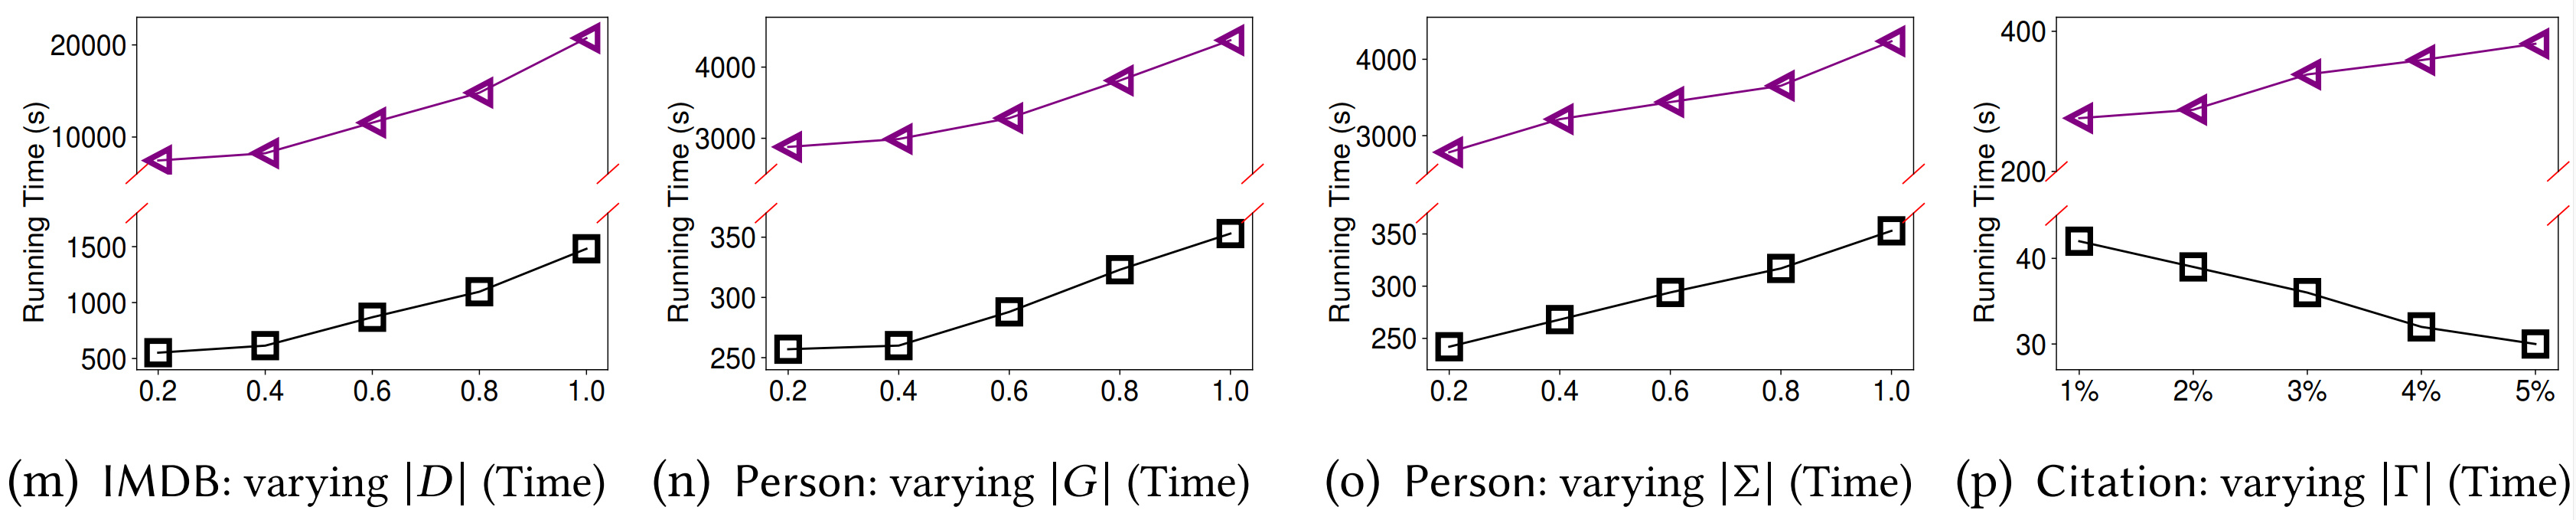 Running Time (s)
20000
10000
1500
1000
500
0.2 0.4 0.6 0.8 1.0
(m) IMDB: varying |D| (Time)
Running Time (s)
4000
3000
350
300
250
0.2 0.4 0.6 0.8 1.0
(n) Person: varying |G| (Time)
Running Time (s)
4000
3000
350
300
250
0.2 0.4 0.6 0.8 1.0
(o) Person: varying |Σ| (Time)
Running Time (s)
400
200
40
30
1% 2% 3% 4% 5%
(p) Citation: varying |Γ| (Time)